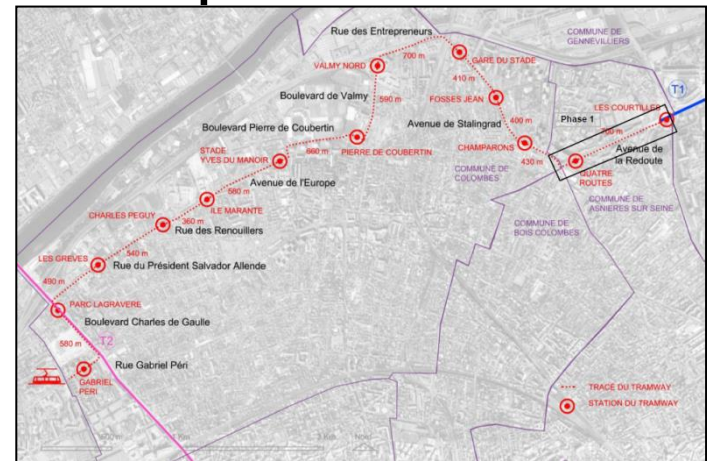 Rue des Entrepreneurs
COMMUNE DE
GENNEVILLIERS
VALMY NORD
700 m
GARE DU STADE
410 m
T1
Boulevard de Valmy
590 m
FOSSES JEAN
LES COURTILLES
400 m
Phase 1
700 m
Boulevard Pierre de Coubertin
Avenue de Stalingrad
STADE
YVES DU MANOIR
660 m
PIERRE DE COUBERTIN
CHAMPARONS
430 m
Avenue de
la Redoute
COMMUNE DE
COLOMBES
QUATRE
ROUTES
Avenue de l'Europe
580 m
ILE MARANTE
COMMUNE DE
ASNIERES SUR SEINE
CHARLES PEGUY
360 m
Rue des Renouillers
COMMUNE DE
BOIS COLOMBES
540 m
LES GREVES
Rue du Président Salvador Allende
490 m
PARC LAGRAVERE
Boulevard Charles de Gaulle
T2
580 m
Rue Gabriel Péri
GABRIEL
PERI
TRACE DU TRAMWAY
STATION DU TRAMWAY